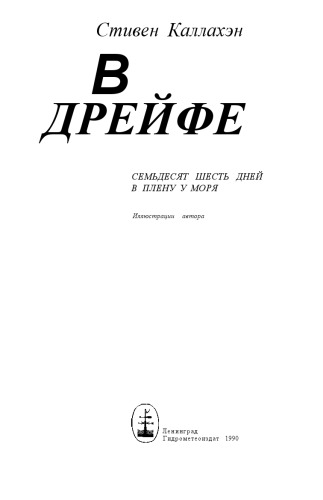 Стивен Каллахэн
В
ДРЕЙФЕ
СЕМЬДЕСЯТ ШЕСТЬ ДНЕЙ
В ПЛЕНУ У МОРЯ
Иллюстрации автора
Ленинград
Гидрометеоиздат 1990